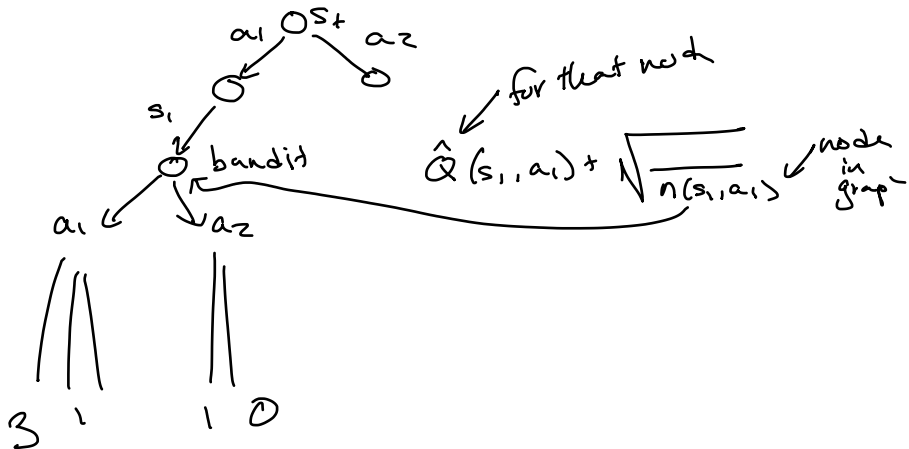 a1 St a2
for that node
s1
bandit
Q̂(s1,a1) + √ n(s1,a1)
node
in
graph
a1 a2
3 1 1 0